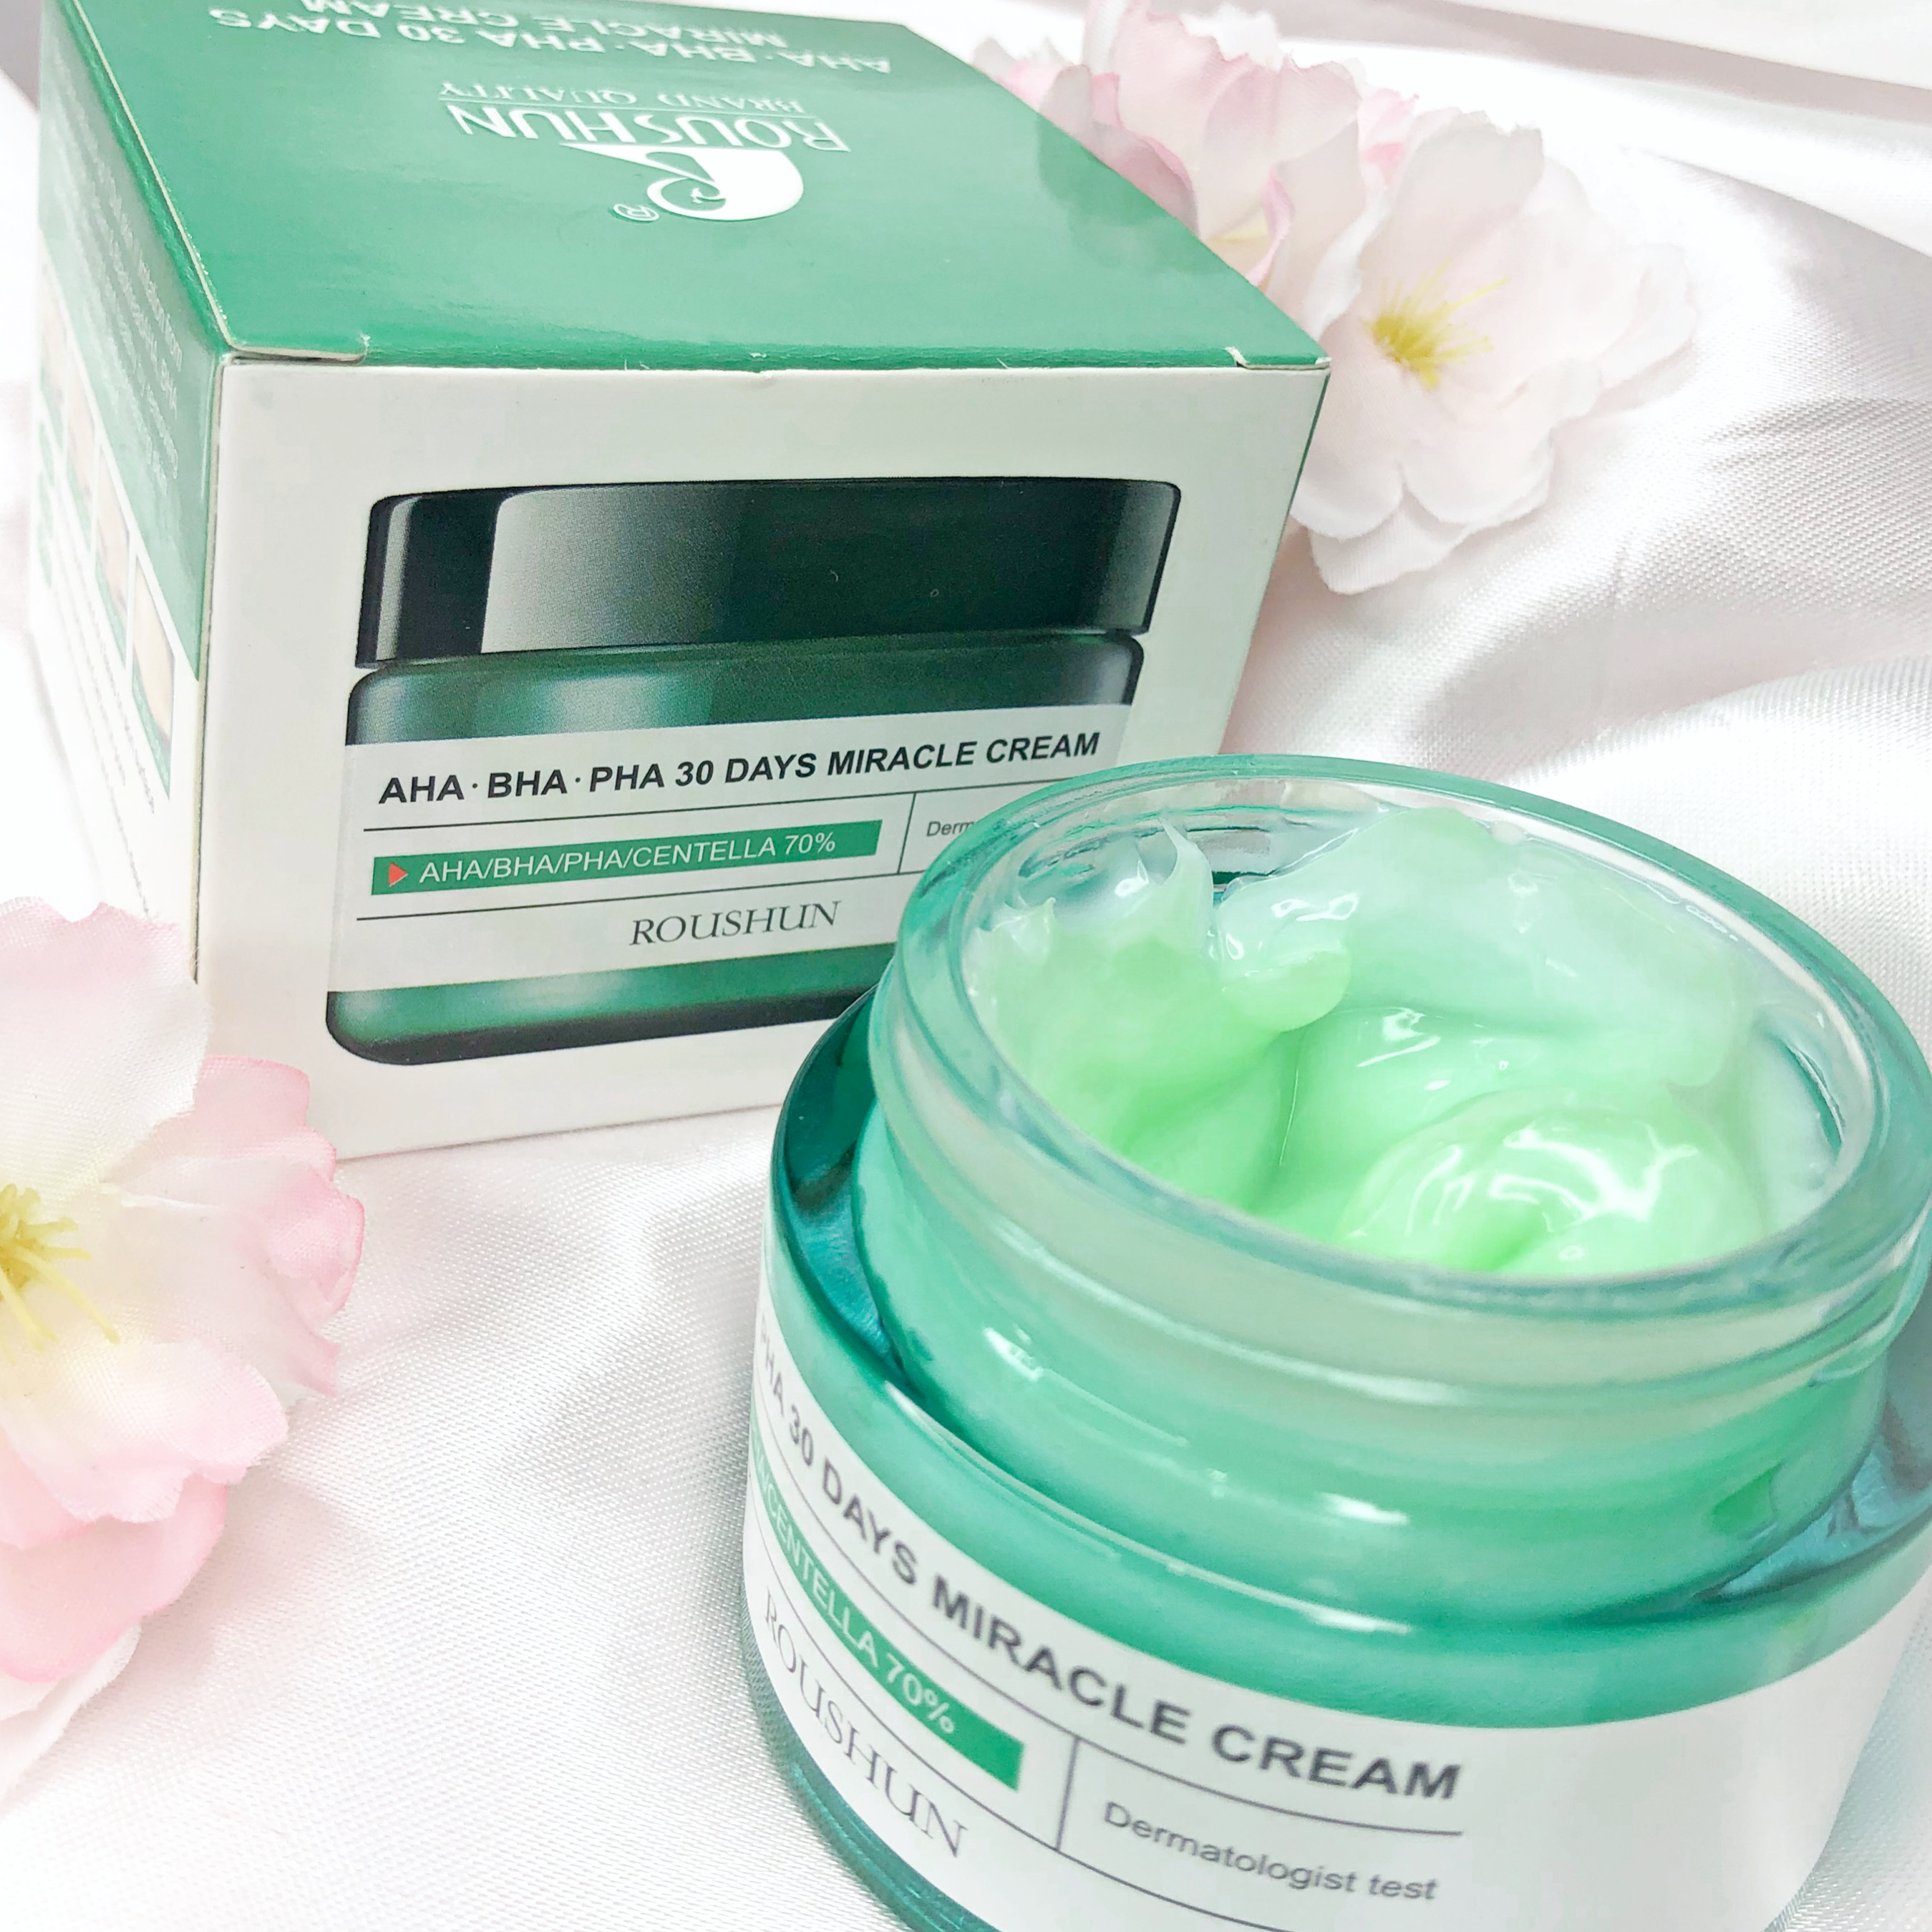 AHA·BHA·PHA 30 DAYS
MIRACLE CREAM
ROUSHUN
BRAND QUALITY
®
AHA·BHA·PHA 30 DAYS MIRACLE CREAM
AHA/BHA/PHA/CENTELLA 70%
Derm
ROUSHUN
PHA 30 DAYS MIRACLE CREAM
CENTELLA 70%
Dermatologist test
ROUSHUN